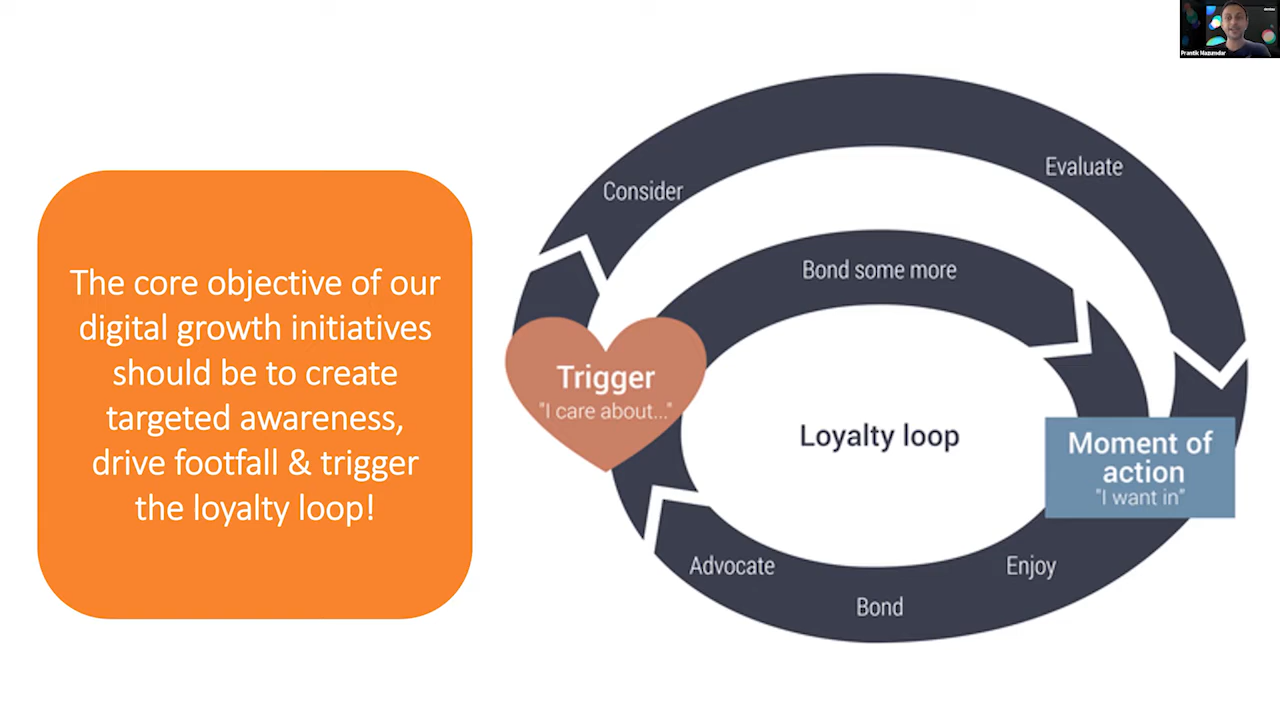 Prantik Mazumdar
The core objective of our
digital growth initiatives
should be to create
targeted awareness,
drive footfall & trigger
the loyalty loop!
Consider
Evaluate
Bond some more
Trigger
"I care about..."
Loyalty loop
Moment of
action
"I want in"
Advocate
Enjoy
Bond